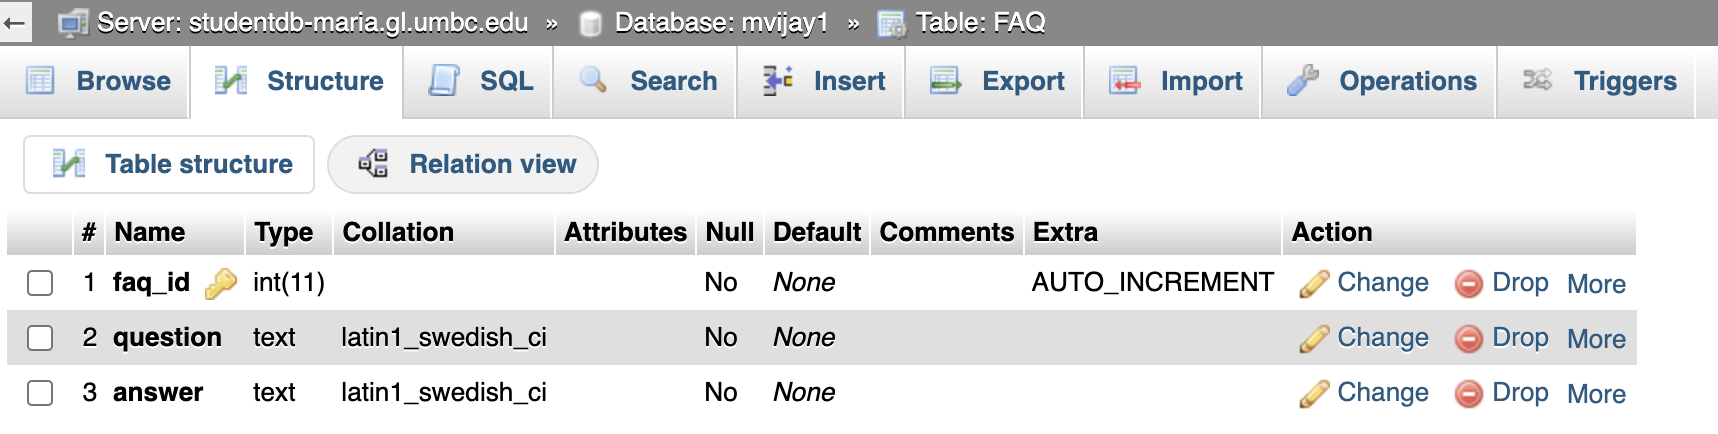 ← Server: studentdb-maria.gl.umbc.edu » Database: mvijay1 » Table: FAQ
Browse Structure SQL Search Insert Export Import Operations Triggers
Table structure Relation view
# Name Type Collation Attributes Null Default Comments Extra Action
1 faq_id int(11) No None AUTO_INCREMENT Change Drop More
2 question text latin1_swedish_ci No None Change Drop More
3 answer text latin1_swedish_ci No None Change Drop More